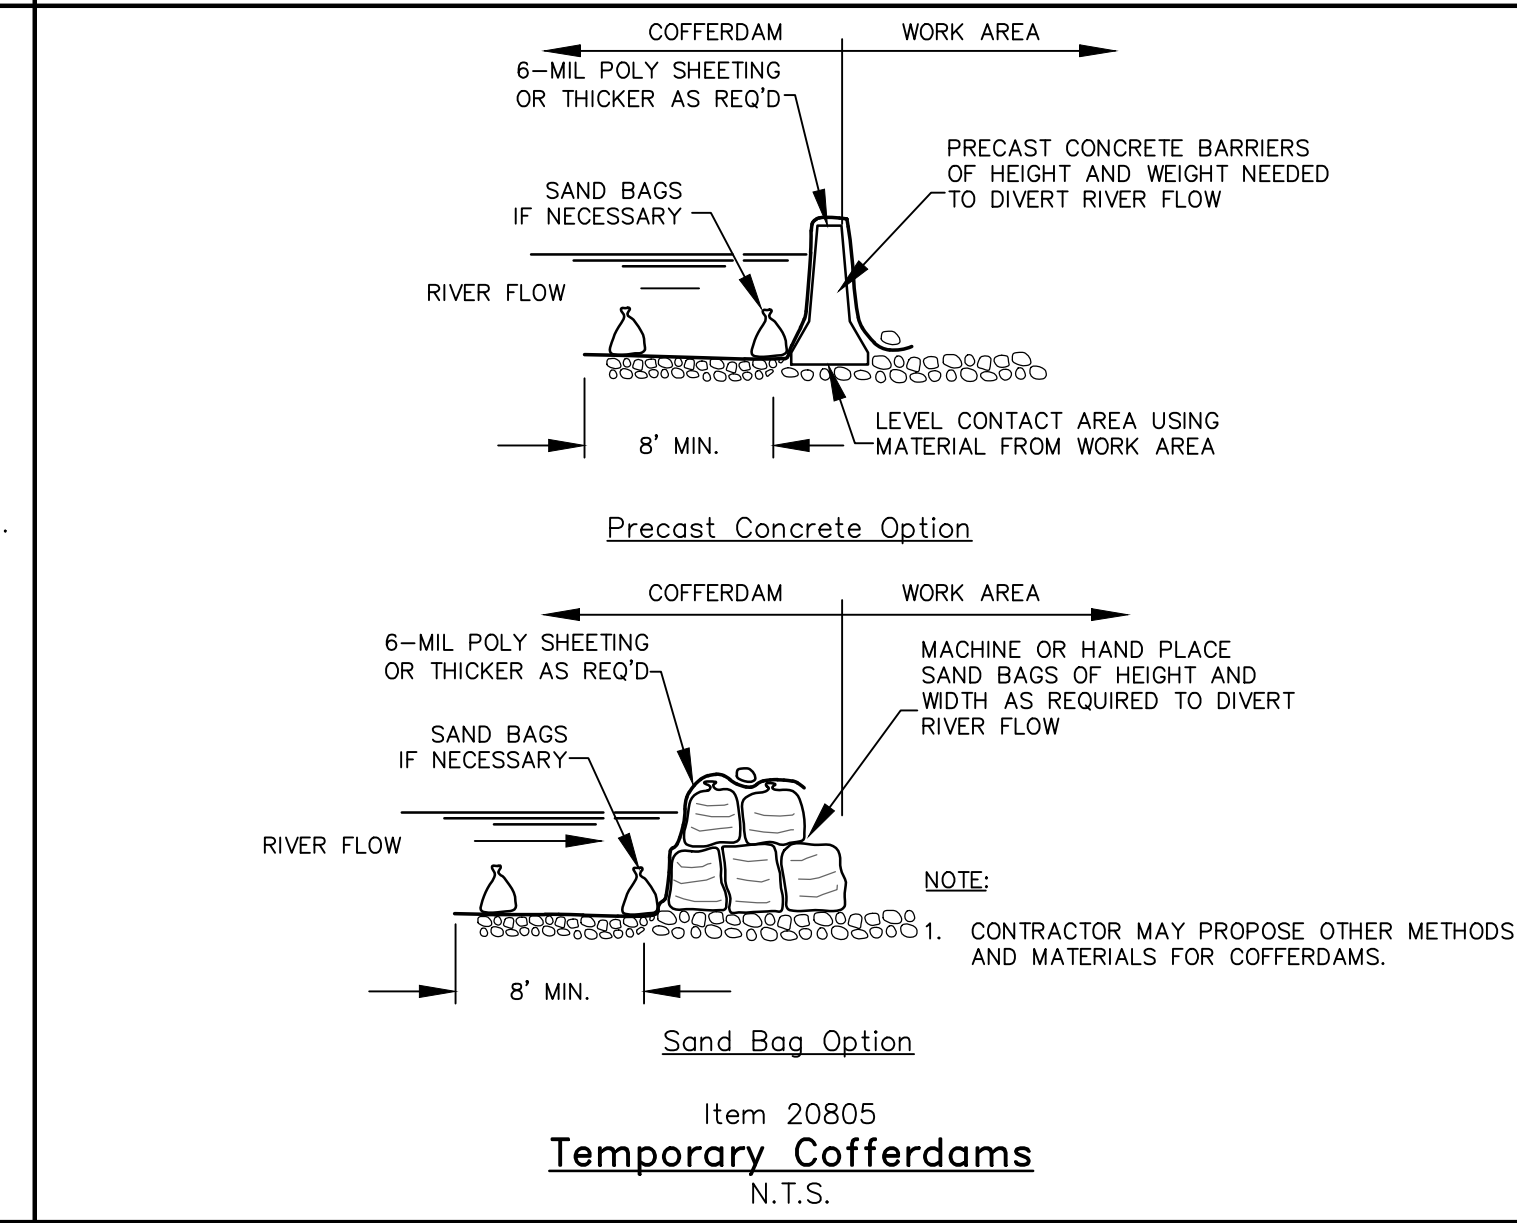 COFFERDAM WORK AREA
6-MIL POLY SHEETING
OR THICKER AS REQ'D
PRECAST CONCRETE BARRIERS
OF HEIGHT AND WEIGHT NEEDED
TO DIVERT RIVER FLOW
SAND BAGS
IF NECESSARY
RIVER FLOW
LEVEL CONTACT AREA USING
MATERIAL FROM WORK AREA
8' MIN.
Precast Concrete Option
COFFERDAM WORK AREA
6-MIL POLY SHEETING
OR THICKER AS REQ'D
MACHINE OR HAND PLACE
SAND BAGS OF HEIGHT AND
WIDTH AS REQUIRED TO DIVERT
RIVER FLOW
SAND BAGS
IF NECESSARY
RIVER FLOW
NOTE:
1. CONTRACTOR MAY PROPOSE OTHER METHODS
AND MATERIALS FOR COFFERDAMS.
8' MIN.
Sand Bag Option
Item 20805
Temporary Cofferdams
N.T.S.